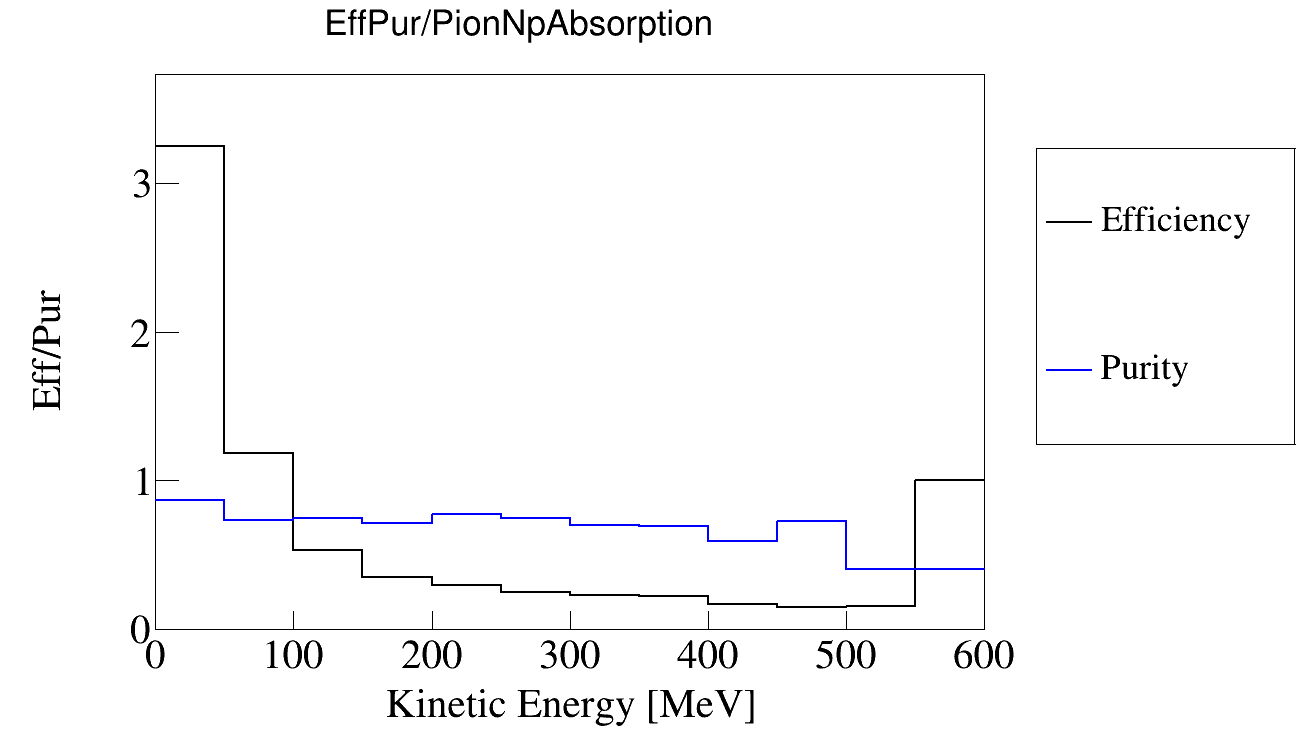 EffPur/PionNpAbsorption
Eff/Pur
3
2
1
0
0 100 200 300 400 500 600
Kinetic Energy [MeV]
Efficiency
Purity